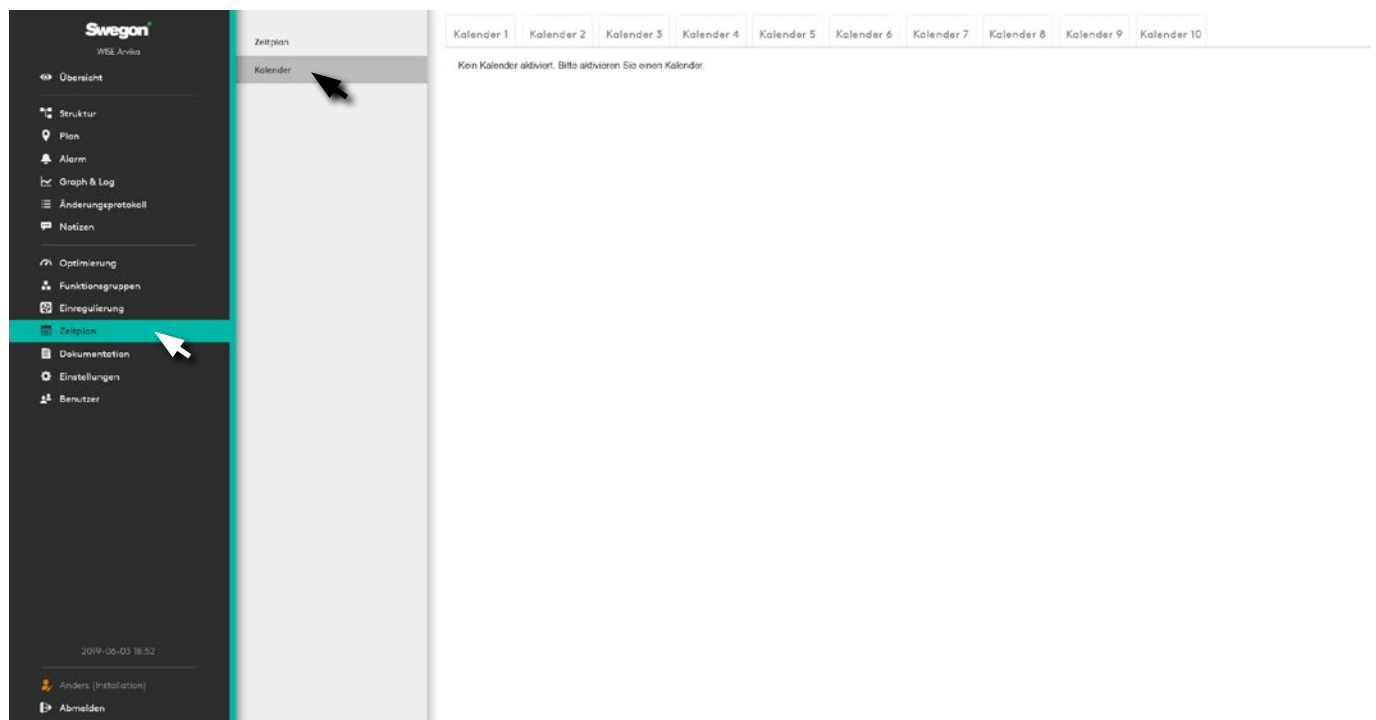 Swegon
WISE Arvika
Übersicht
Struktur
Plan
Alarm
Graph & Log
Änderungsprotokoll
Notizen
Optimierung
Funktionsgruppen
Einregulierung
Zeitplan
Dokumentation
Einstellungen
Benutzer
2019-06-03 18:52
Anders (Installation)
Abmelden
Zeitplan
Kalender
Kalender 1 Kalender 2 Kalender 3 Kalender 4 Kalender 5 Kalender 6 Kalender 7 Kalender 8 Kalender 9 Kalender 10
Kein Kalender aktiviert. Bitte aktivieren Sie einen Kalender.